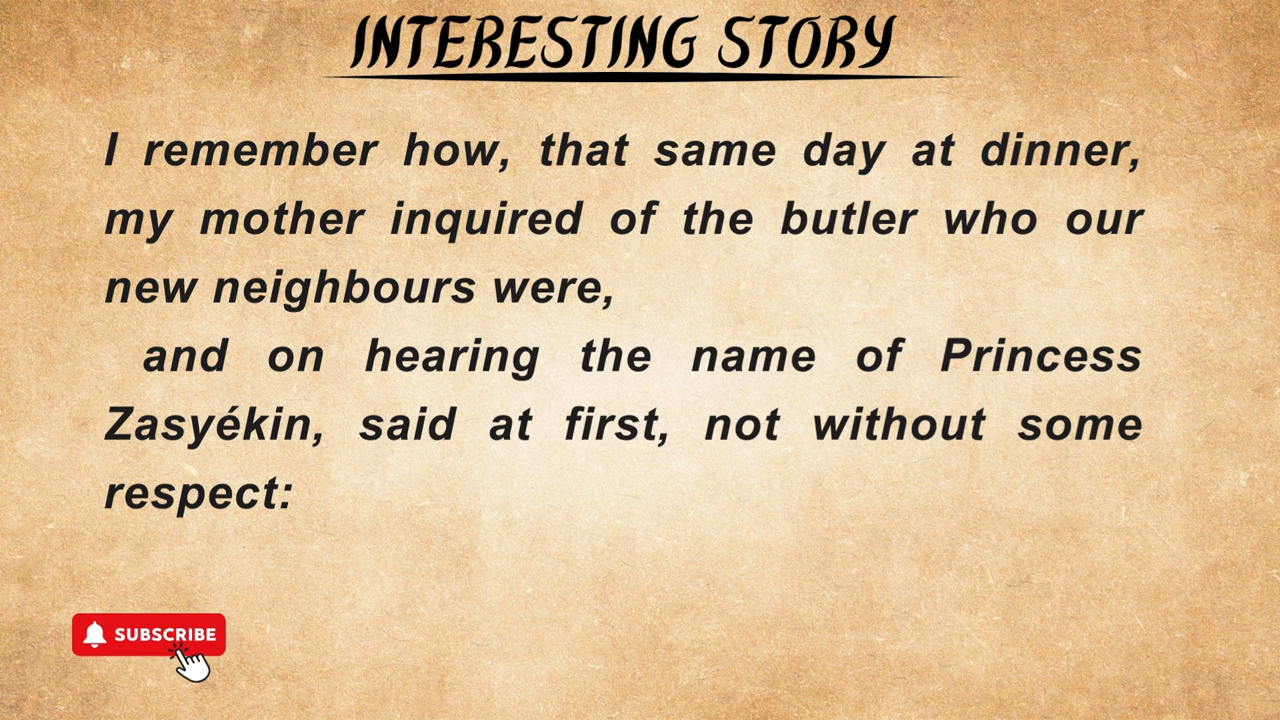 INTERESTING STORY
I remember how, that same day at dinner,
my mother inquired of the butler who our
new neighbours were,
and on hearing the name of Princess
Zasyékin, said at first, not without some
respect:
SUBSCRIBE